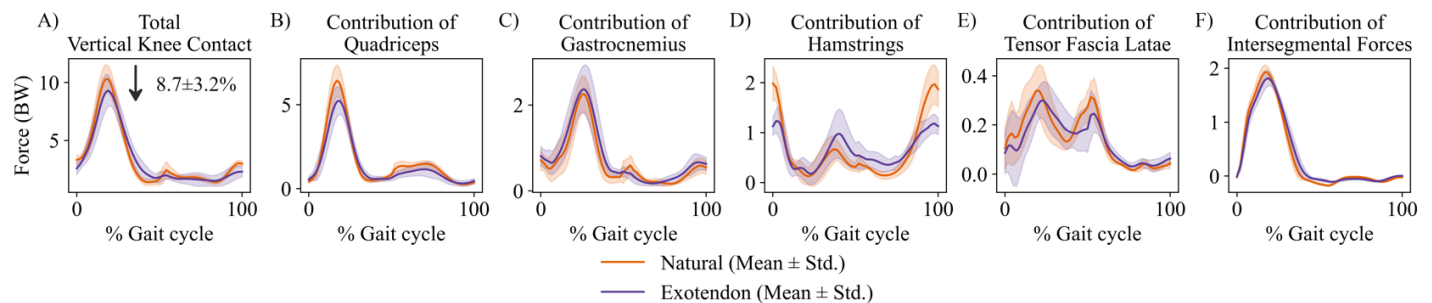 A) Total
Vertical Knee Contact
B) Contribution of
Quadriceps
C) Contribution of
Gastrocnemius
D) Contribution of
Hamstrings
E) Contribution of
Tensor Fascia Latae
F) Contribution of
Intersegmental Forces
Force (BW)
10
5
8.7±3.2%
0
100
% Gait cycle
5
0
0
100
% Gait cycle
2
0
0
100
% Gait cycle
2
1
0
0
100
% Gait cycle
0.4
0.2
0.0
0
100
% Gait cycle
2
1
0
0
100
% Gait cycle
Natural (Mean ± Std.)
Exotendon (Mean ± Std.)